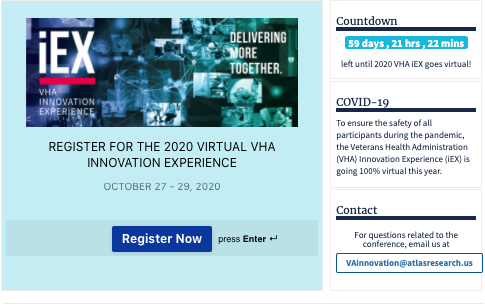 iEX
VHA
INNOVATION
EXPERIENCE
DELIVERING
MORE
TOGETHER.
REGISTER FOR THE 2020 VIRTUAL VHA
INNOVATION EXPERIENCE
OCTOBER 27 - 29, 2020
Register Now press Enter ↵
Countdown
59 days , 21 hrs , 22 mins
left until 2020 VHA iEX goes virtual!
COVID-19
To ensure the safety of all
participants during the pandemic,
the Veterans Health Administration
(VHA) Innovation Experience (iEX) is
going 100% virtual this year.
Contact
For questions related to the
conference, email us at
VAinnovation@atlasresearch.us